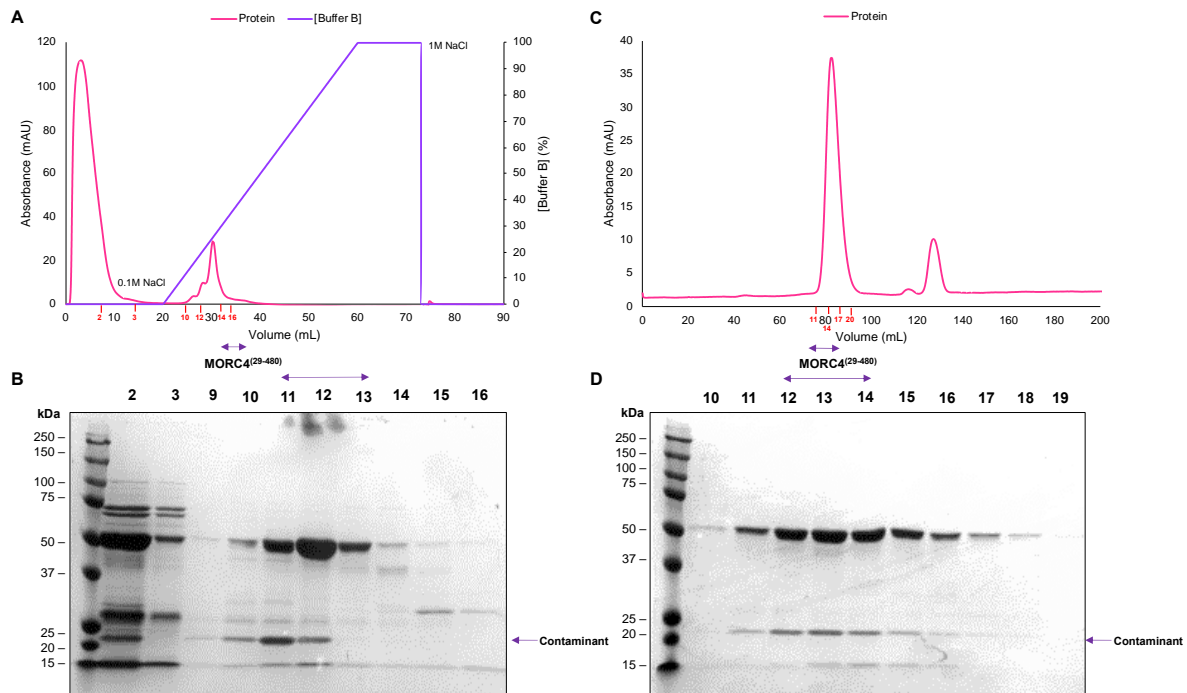 A
Protein
[Buffer B]
120
100
80
60
40
20
0
Absorbance (mAU)
100
90
80
70
60
50
40
30
20
10
0
[Buffer B] (%)
1M NaCl
0.1M NaCl
0 10 20 30 40 50 60 70 80 90
2 3 10 12 14 16
Volume (mL)
MORC4(29-480)
B
2 3 9 10 11 12 13 14 15 16
kDa
250 –
150 –
100 –
75 –
50 –
37 –
25 –
20 –
15 –
Contaminant
C
Protein
40
35
30
25
20
15
10
5
0
Absorbance (mAU)
0 20 40 60 80 100 120 140 160 180 200
11 17 20
14
Volume (mL)
MORC4(29-480)
D
10 11 12 13 14 15 16 17 18 19
kDa
250 –
150 –
100 –
75 –
50 –
37 –
25 –
20 –
15 –
Contaminant